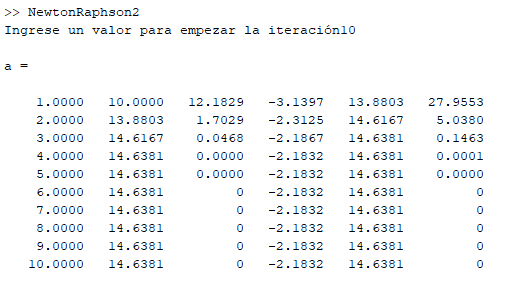 >> NewtonRaphson2
Ingrese un valor para empezar la iteración10
a =
1.0000 10.0000 12.1829 -3.1397 13.8803 27.9553
2.0000 13.8803 1.7029 -2.3125 14.6167 5.0380
3.0000 14.6167 0.0468 -2.1867 14.6381 0.1463
4.0000 14.6381 0.0000 -2.1832 14.6381 0.0001
5.0000 14.6381 0.0000 -2.1832 14.6381 0.0000
6.0000 14.6381 0 -2.1832 14.6381 0
7.0000 14.6381 0 -2.1832 14.6381 0
8.0000 14.6381 0 -2.1832 14.6381 0
9.0000 14.6381 0 -2.1832 14.6381 0
10.0000 14.6381 0 -2.1832 14.6381 0